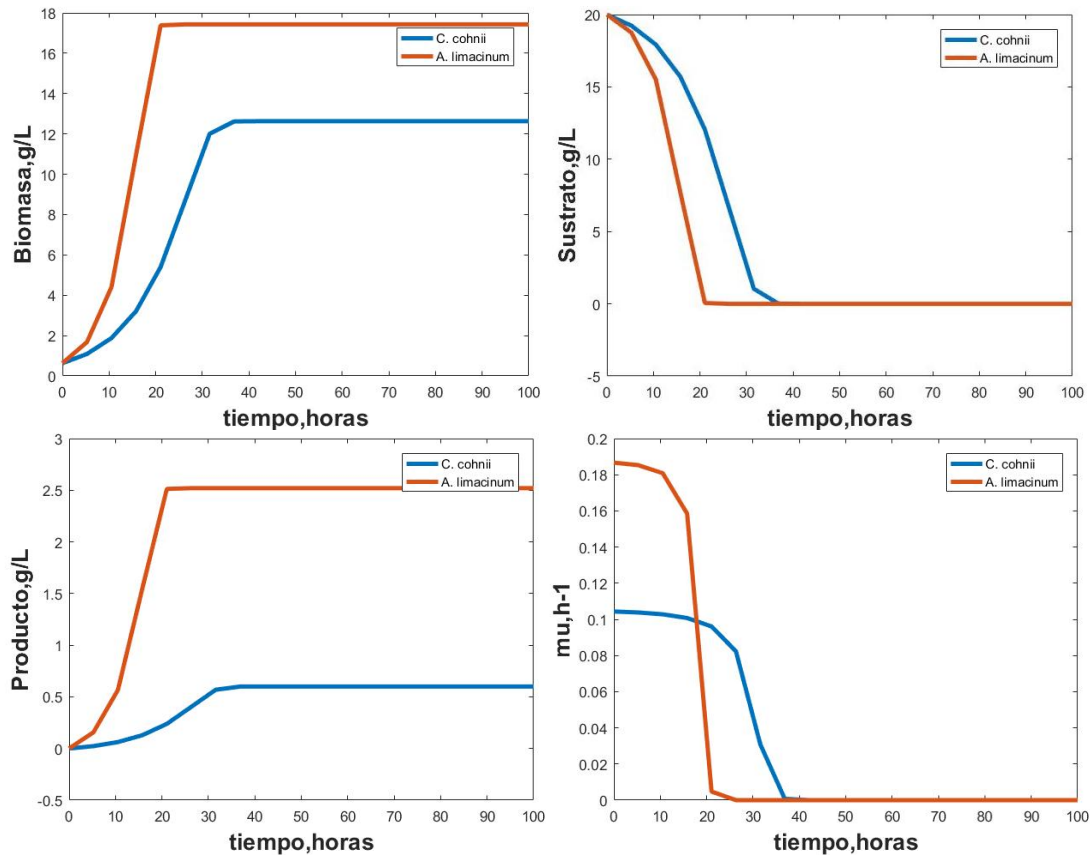 Biomasa,g/L
18
16
14
12
10
8
6
4
2
0
C. cohnii
A. limacinum
0 10 20 30 40 50 60 70 80 90 100
tiempo,horas
Sustrato,g/L
20
15
10
5
0
-5
C. cohnii
A. limacinum
0 10 20 30 40 50 60 70 80 90 100
tiempo,horas
Producto,g/L
3
2.5
2
1.5
1
0.5
0
-0.5
C. cohnii
A. limacinum
0 10 20 30 40 50 60 70 80 90 100
tiempo,horas
mu,h-1
0.2
0.18
0.16
0.14
0.12
0.1
0.08
0.06
0.04
0.02
0
C. cohnii
A. limacinum
0 10 20 30 40 50 60 70 80 90 100
tiempo,horas